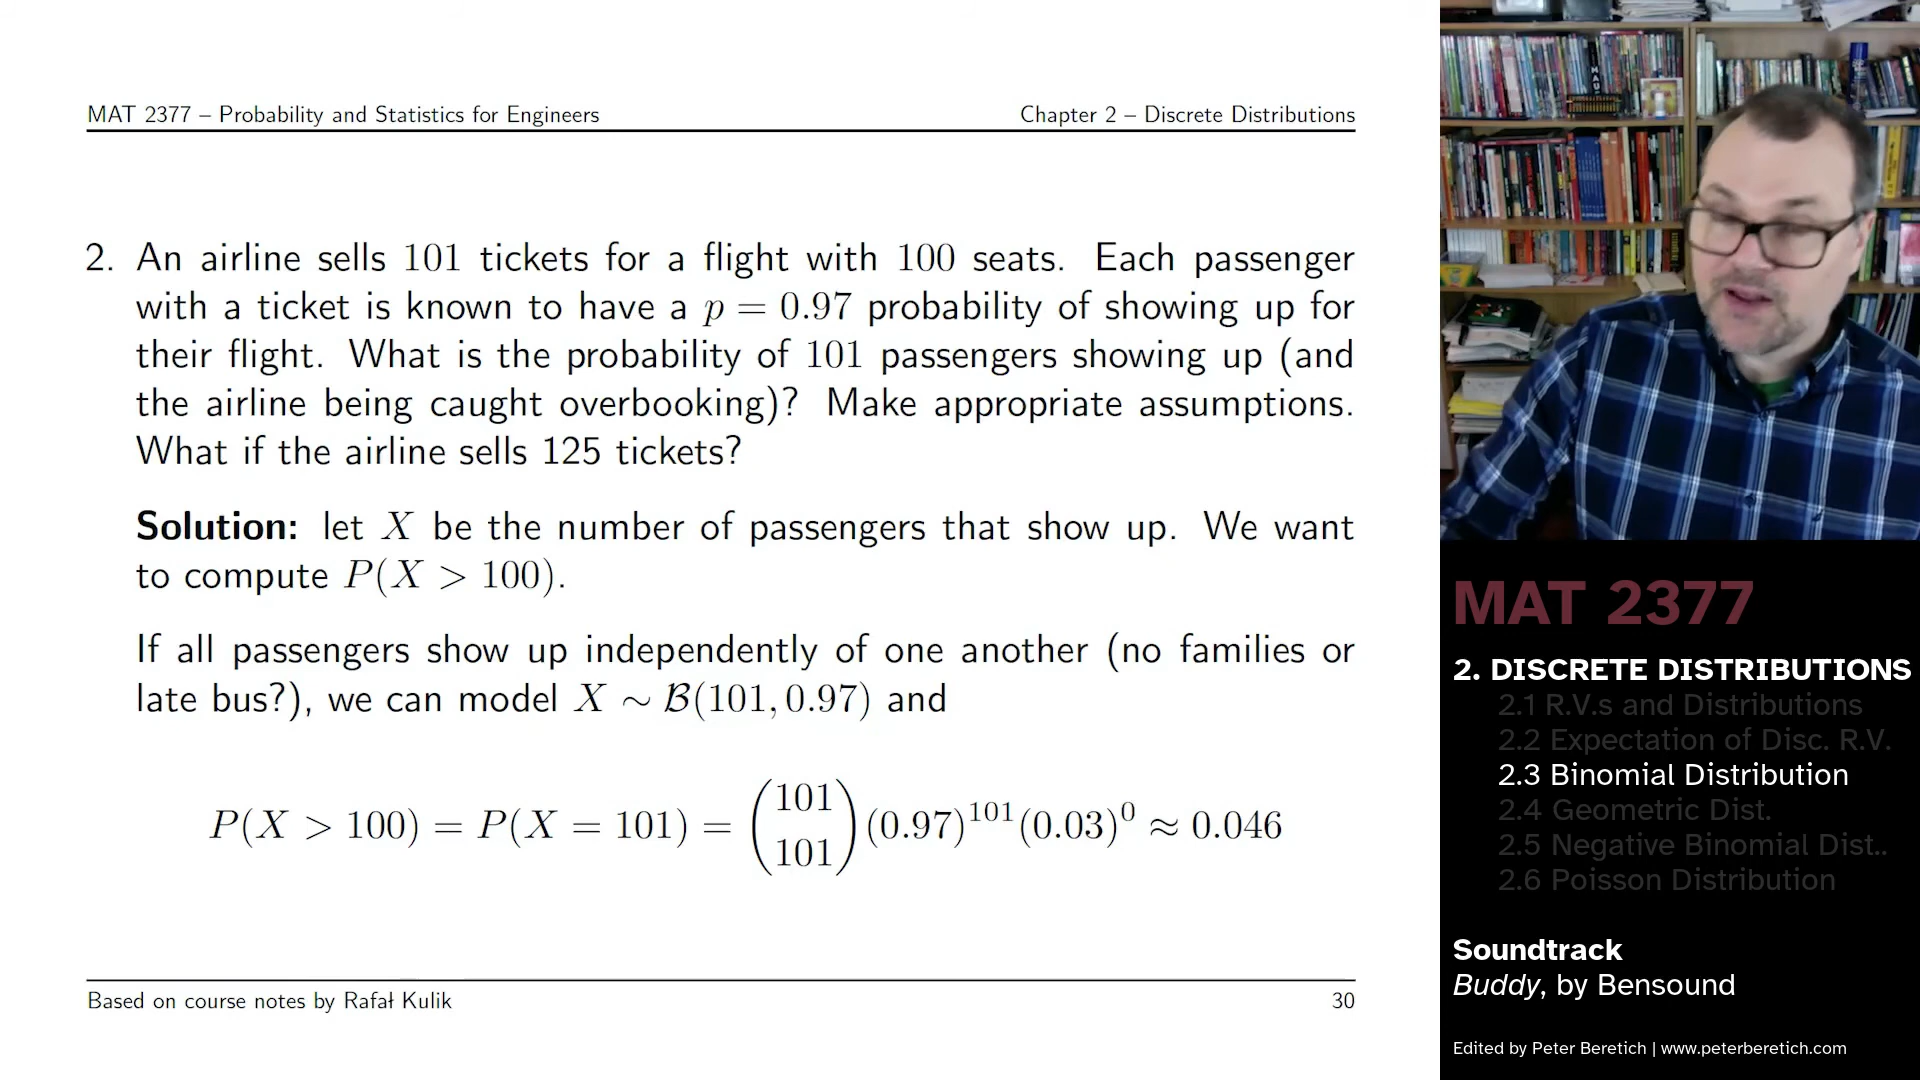 MAT 2377 – Probability and Statistics for Engineers
Chapter 2 – Discrete Distributions
2. An airline sells 101 tickets for a flight with 100 seats. Each passenger
with a ticket is known to have a p = 0.97 probability of showing up for
their flight. What is the probability of 101 passengers showing up (and
the airline being caught overbooking)? Make appropriate assumptions.
What if the airline sells 125 tickets?
Solution: let X be the number of passengers that show up. We want
to compute P(X > 100).
If all passengers show up independently of one another (no families or
late bus?), we can model X ∼ ℬ(101, 0.97) and
P(X > 100) = P(X = 101) = (101 101)(0.97)^101(0.03)^0 ≈ 0.046
Based on course notes by Rafał Kulik
30
MAT 2377
2. DISCRETE DISTRIBUTIONS
2.1 R.V.s and Distributions
2.2 Expectation of Disc. R.V.
2.3 Binomial Distribution
2.4 Geometric Dist.
2.5 Negative Binomial Dist..
2.6 Poisson Distribution
Soundtrack
Buddy, by Bensound
Edited by Peter Beretich | www.peterberetich.com